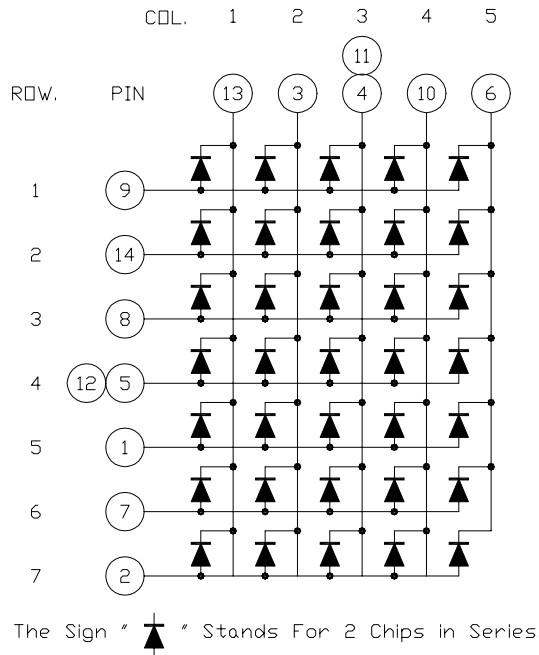 COL. 1 2 3 4 5
11
ROW. PIN 13 3 4 10 6
1 9
2 14
3 8
4 12 5
5 1
6 7
7 2
The Sign " " Stands For 2 Chips in Series